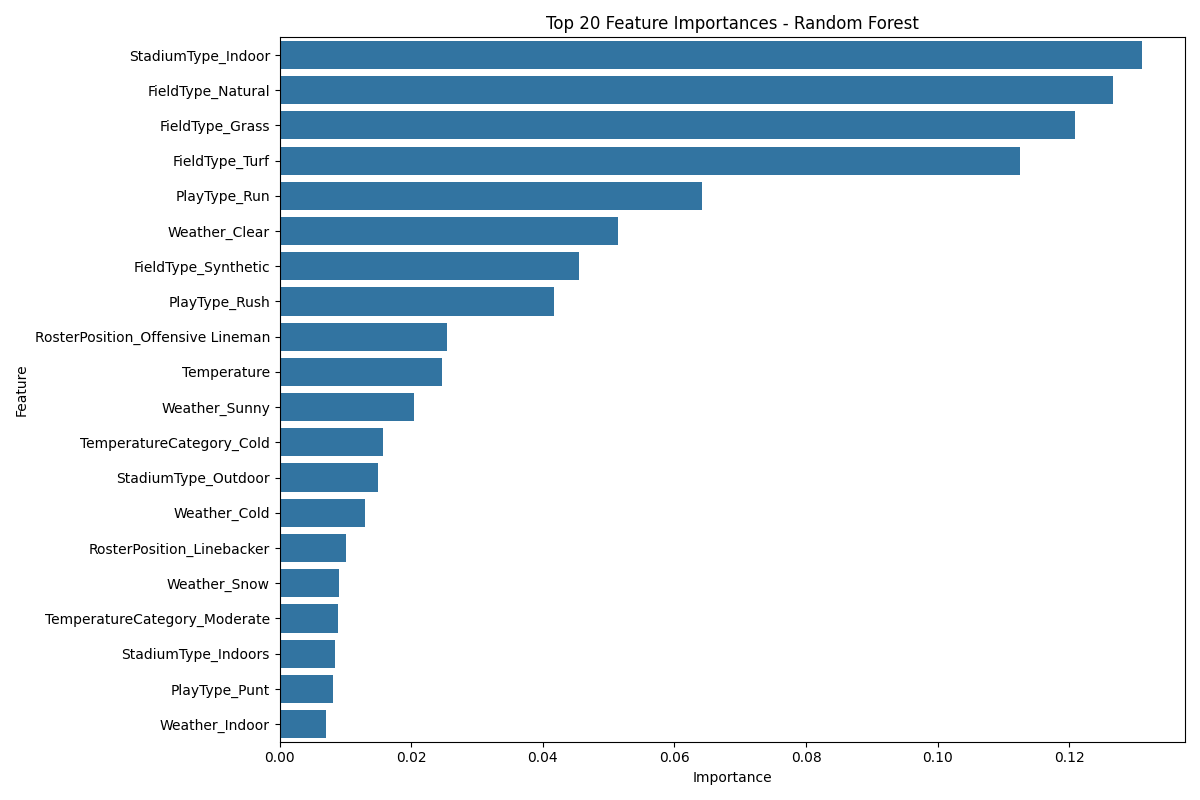 Top 20 Feature Importances - Random Forest
StadiumType_Indoor
FieldType_Natural
FieldType_Grass
FieldType_Turf
PlayType_Run
Weather_Clear
FieldType_Synthetic
PlayType_Rush
RosterPosition_Offensive Lineman
Temperature
Weather_Sunny
TemperatureCategory_Cold
StadiumType_Outdoor
Weather_Cold
RosterPosition_Linebacker
Weather_Snow
TemperatureCategory_Moderate
StadiumType_Indoors
PlayType_Punt
Weather_Indoor
Feature
0.00 0.02 0.04 0.06 0.08 0.10 0.12
Importance